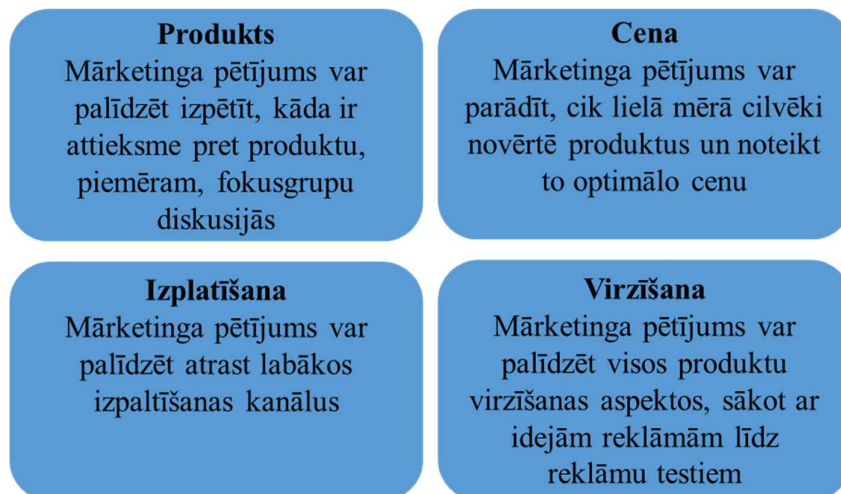 Produkts
Mārketinga pētījums var
palīdzēt izpētīt, kāda ir
attieksme pret produktu,
piemēram, fokusgrupu
diskusijās
Cena
Mārketinga pētījums var
parādīt, cik lielā mērā cilvēki
novērtē produktus un noteikt
to optimālo cenu
Izplatīšana
Mārketinga pētījums var
palīdzēt atrast labākos
izpaltīšanas kanālus
Virzīšana
Mārketinga pētījums var
palīdzēt visos produktu
virzīšanas aspektos, sākot ar
idejām reklāmām līdz
reklāmu testiem